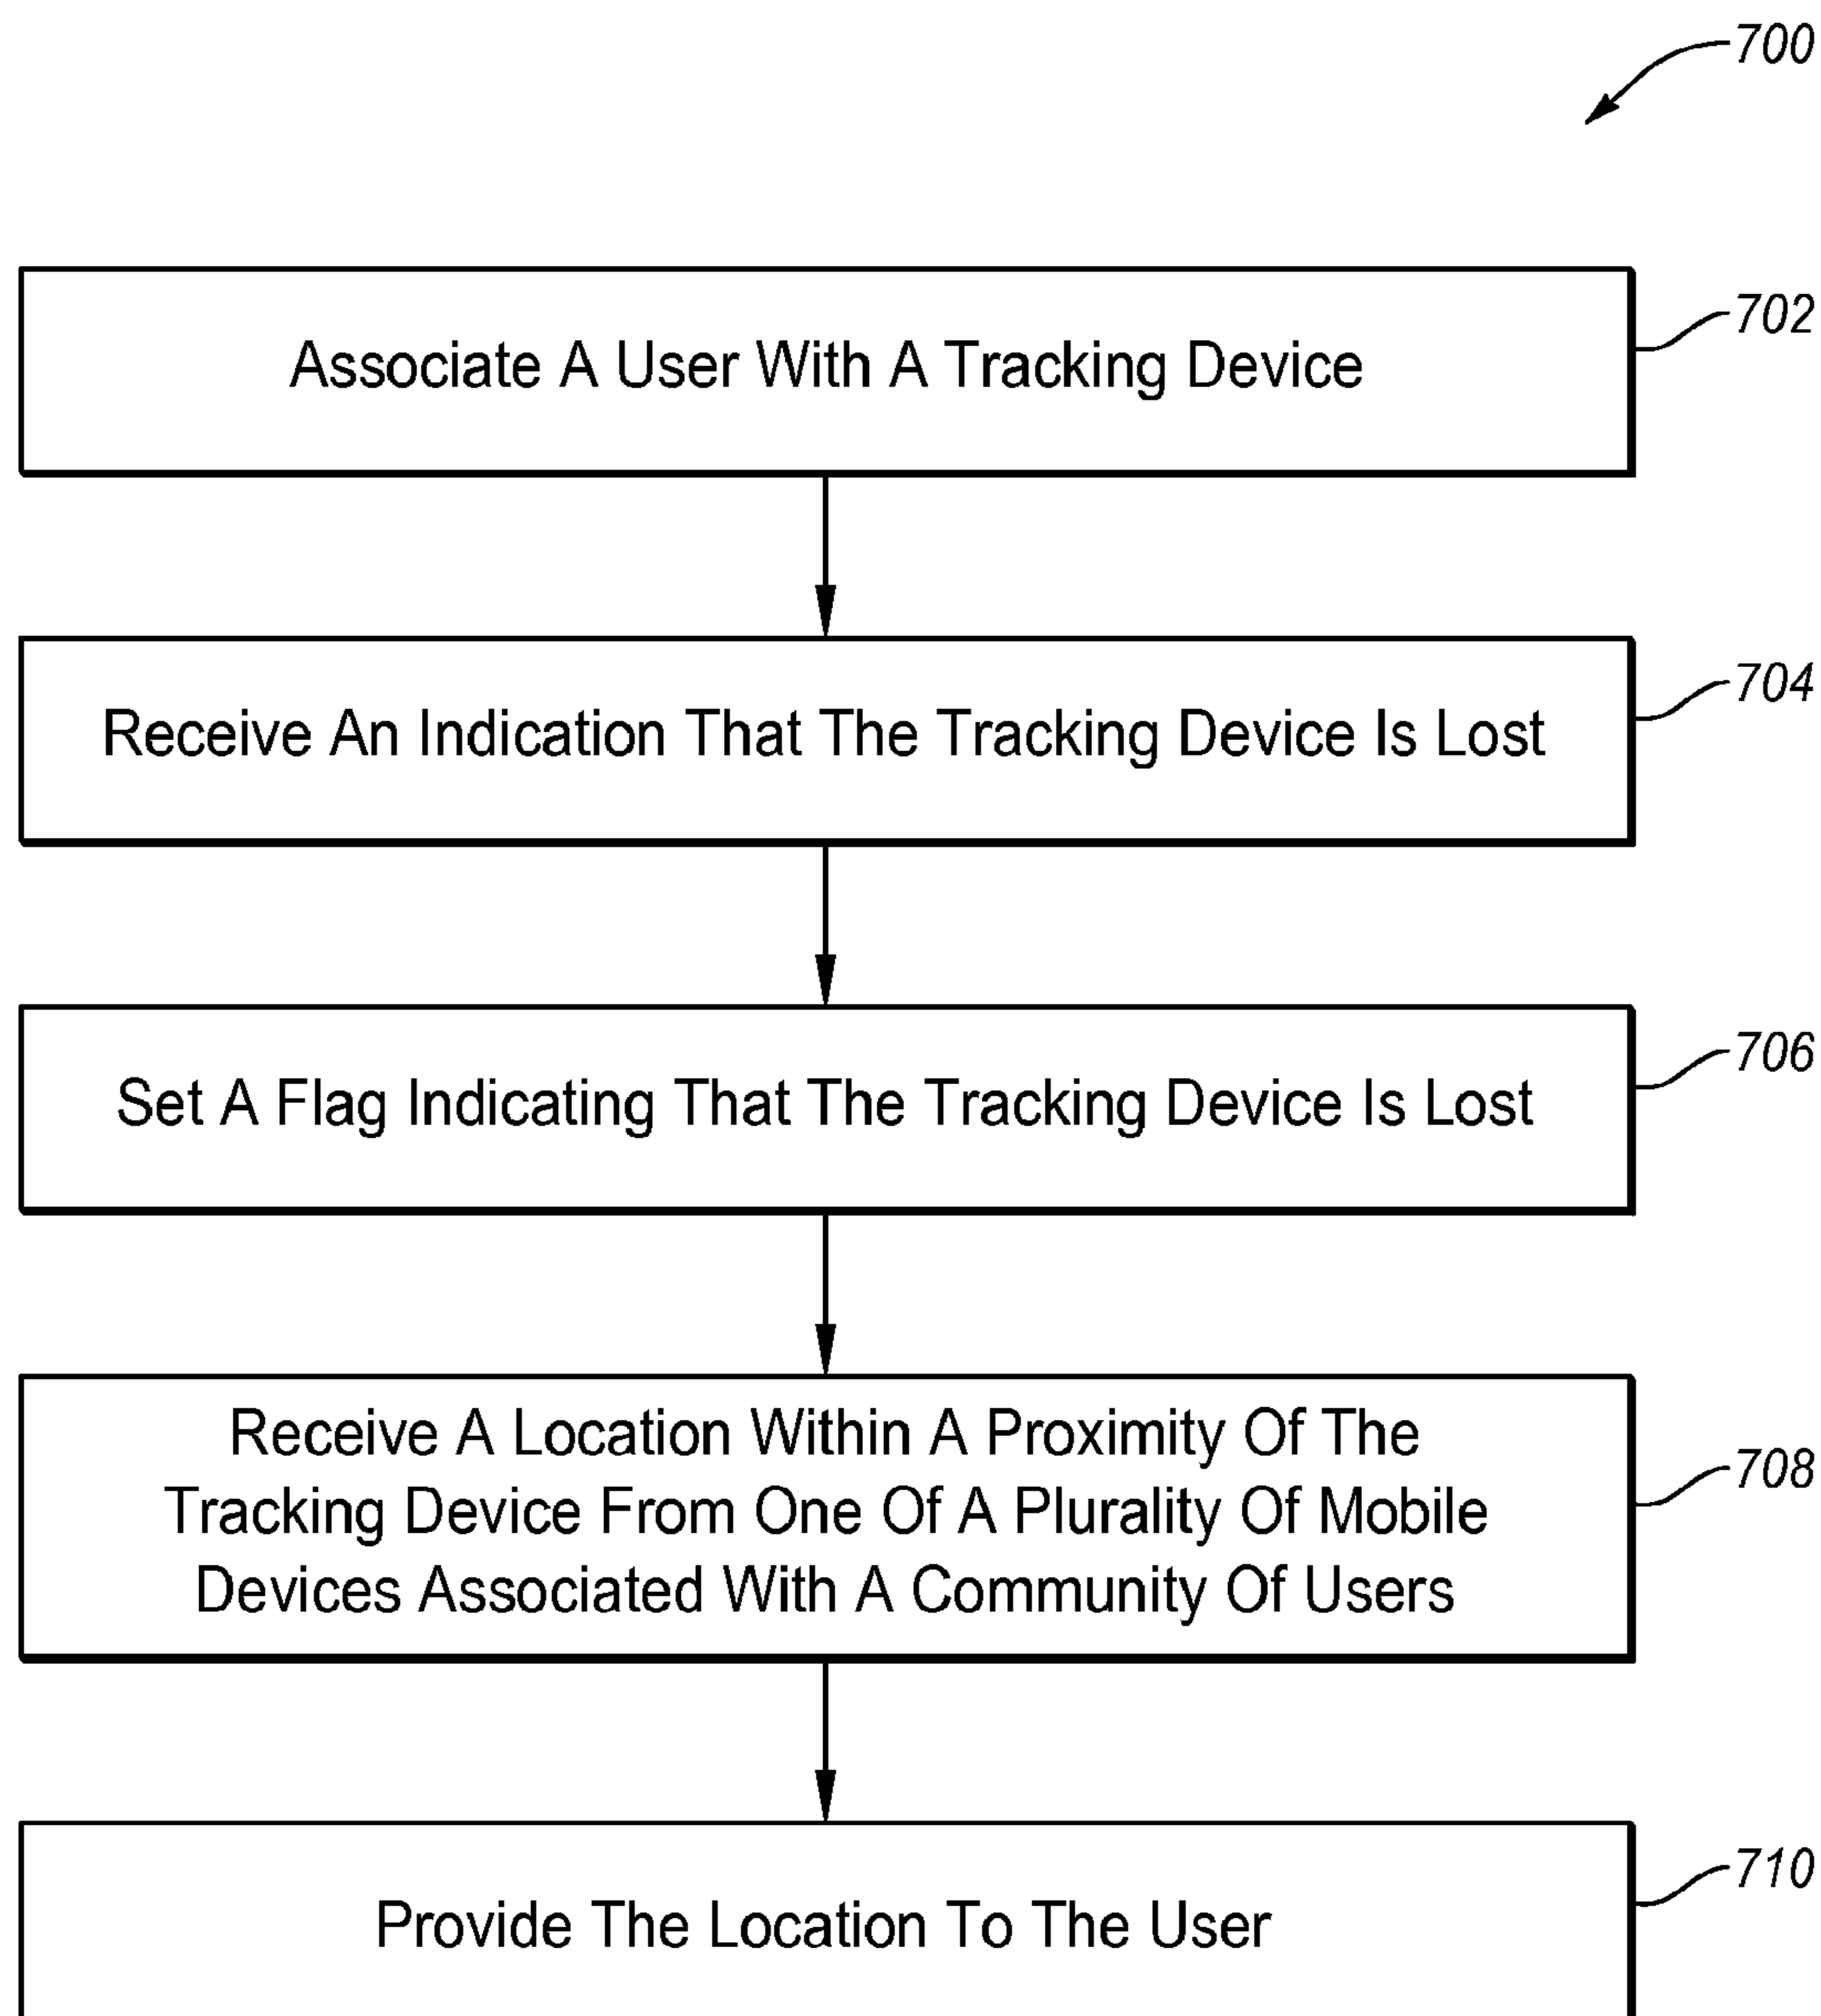 700
Associate A User With A Tracking Device
702
Receive An Indication That The Tracking Device Is Lost
704
Set A Flag Indicating That The Tracking Device Is Lost
706
Receive A Location Within A Proximity Of The
Tracking Device From One Of A Plurality Of Mobile
Devices Associated With A Community Of Users
708
Provide The Location To The User
710